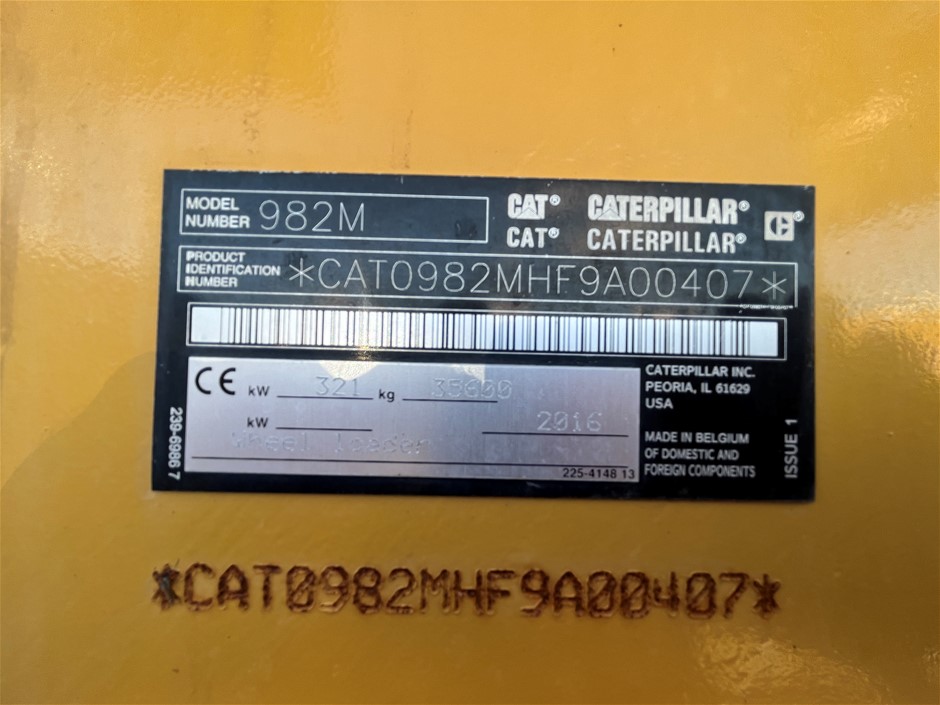 MODEL NUMBER 982M
CAT® CATERPILLAR®
CAT® CATERPILLAR®
PRODUCT IDENTIFICATION NUMBER *CAT0982MHF9A00407*
CE kW 321 kg 35600
kW 2016
Wheel loader
225-4148 13
239-6986 7
CATERPILLAR INC.
PEORIA, IL 61629
USA
MADE IN BELGIUM
OF DOMESTIC AND
FOREIGN COMPONENTS
ISSUE 1
*CAT0982MHF9A00407*